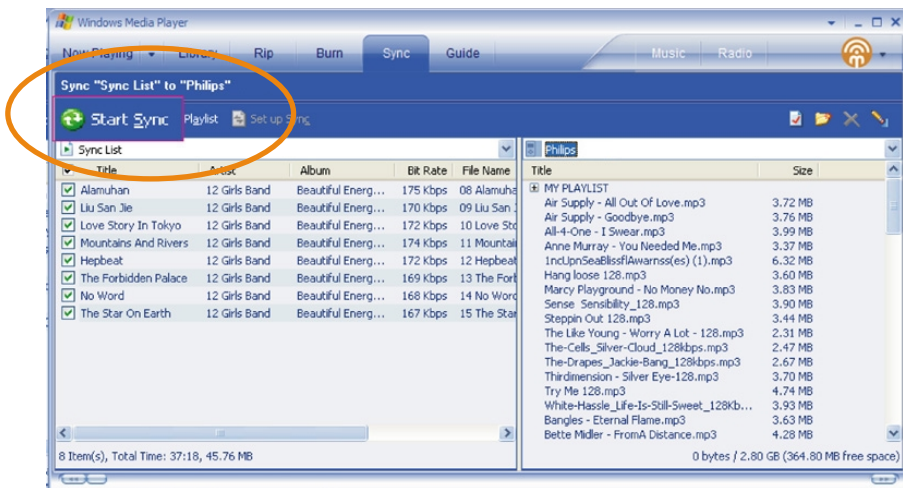 Windows Media Player
Now Playing Library Rip Burn Sync Guide Music Radio
Sync "Sync List" to "Philips"
Start Sync Playlist Set up Sync
Sync List
Title Artist Album Bit Rate File Name
Alamuhan 12 Girls Band Beautiful Energ... 175 Kbps 08 Alamuha
Liu San Jie 12 Girls Band Beautiful Energ... 170 Kbps 09 Liu San J
Love Story In Tokyo 12 Girls Band Beautiful Energ... 172 Kbps 10 Love Sto
Mountains And Rivers 12 Girls Band Beautiful Energ... 174 Kbps 11 Mountai
Hepbeat 12 Girls Band Beautiful Energ... 172 Kbps 12 Hepbeat
The Forbidden Palace 12 Girls Band Beautiful Energ... 169 Kbps 13 The Forb
No Word 12 Girls Band Beautiful Energ... 168 Kbps 14 No Word
The Star On Earth 12 Girls Band Beautiful Energ... 167 Kbps 15 The Star
8 Item(s), Total Time: 37:18, 45.76 MB
Philips
Title Size
MY PLAYLIST
Air Supply - All Out Of Love.mp3 3.72 MB
Air Supply - Goodbye.mp3 3.76 MB
All-4-One - I Swear.mp3 3.99 MB
Anne Murray - You Needed Me.mp3 3.37 MB
1ncUpnSeaBlissflAwarnss(es) (1).mp3 6.32 MB
Hang loose 128.mp3 3.60 MB
Marcy Playground - No Money No.mp3 3.83 MB
Sense Sensibility_128.mp3 3.90 MB
Steppin Out 128.mp3 3.44 MB
The Like Young - Worry A Lot - 128.mp3 2.31 MB
The-Cells_Silver-Cloud_128kbps.mp3 2.47 MB
The-Drapes_Jackie-Bang_128kbps.mp3 2.67 MB
Thirdimension - Silver Eye-128.mp3 3.70 MB
Try Me 128.mp3 4.74 MB
White-Hassle_Life-Is-Still-Sweet_128Kb... 3.93 MB
Bangles - Eternal Flame.mp3 3.63 MB
Bette Midler - FromA Distance.mp3 4.28 MB
0 bytes / 2.80 GB (364.80 MB free space)